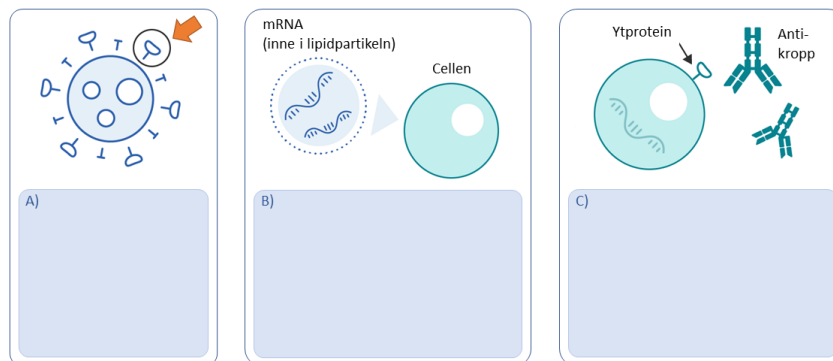 mRNA
(inne i lipidpartikeln)
Cellen
Ytprotein
Anti-
kropp
A)
B)
C)